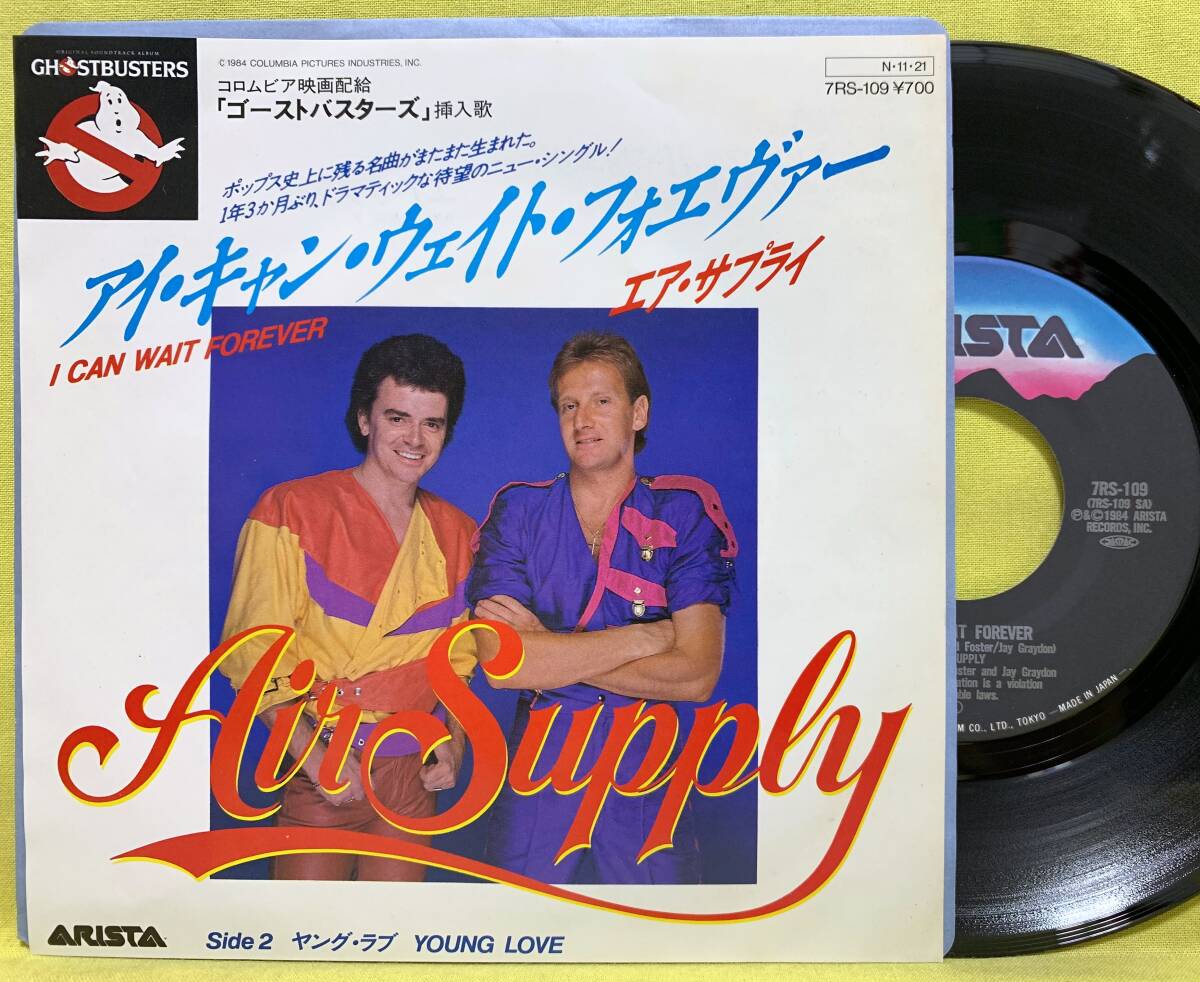 ORIGINAL SOUNDTRACK ALBUM
GHOSTBUSTERS
© 1984 COLUMBIA PICTURES INDUSTRIES, INC.
コロムビア映画配給
「ゴーストバスターズ」挿入歌
N・11・21
7RS-109 ¥700
ポップス史上に残る名曲がまたまた生まれた。
1年3か月ぶり、ドラマティックな待望のニュー・シングル!
アイ・キャン・ウェイト・フォエヴァー
エア・サプライ
I CAN WAIT FOREVER
Air Supply
ARISTA
Side 2 ヤング・ラブ YOUNG LOVE
ISTA
7RS-109
(7RS-109 SA)
℗&©1984 ARISTA
RECORDS, INC.
IT FOREVER
d Foster/Jay Graydon)
UPPLY
ster and Jay Graydon
ation is a violation
able laws.
M CO., LTD., TOKYO — MADE IN JAPAN —